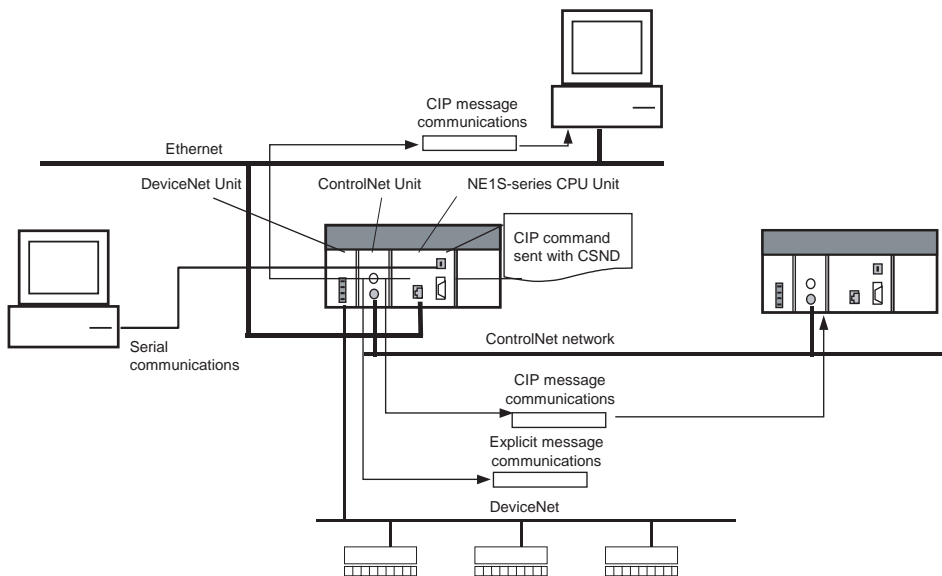 CIP message
communications
Ethernet
DeviceNet Unit
ControlNet Unit
NE1S-series CPU Unit
CIP command
sent with CSND
Serial
communications
ControlNet network
CIP message
communications
Explicit message
communications
DeviceNet